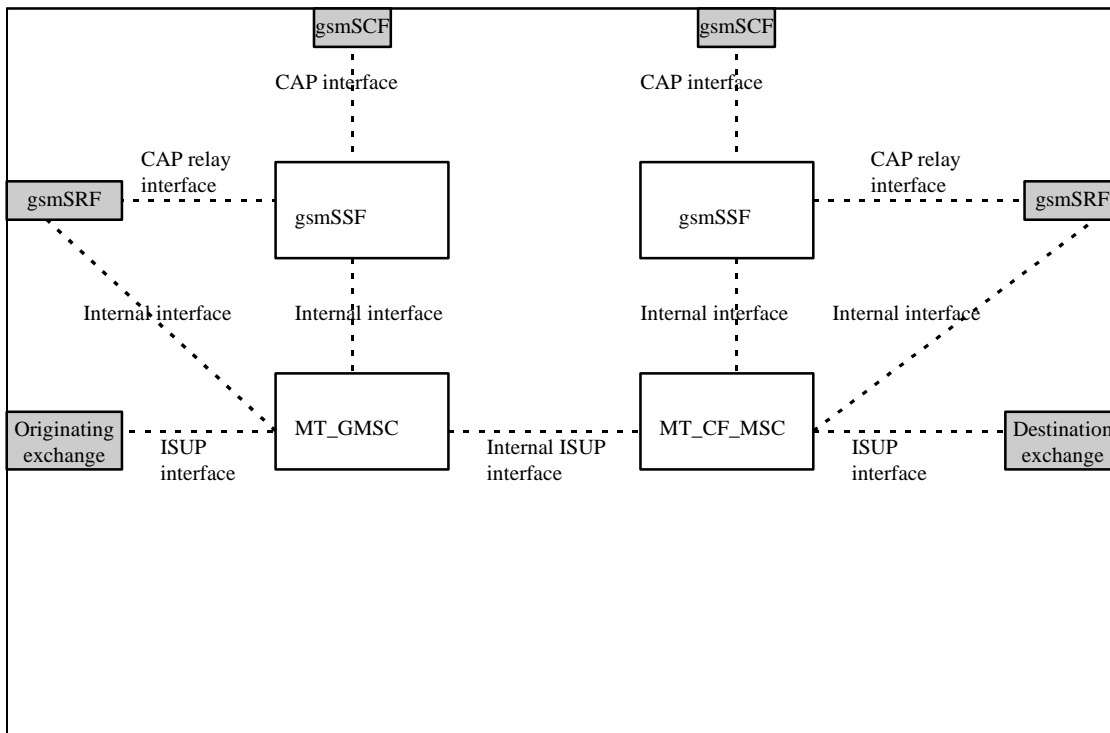 gsmSCF
gsmSCF
CAP interface
CAP interface
CAP relay
interface
CAP relay
interface
gsmSRF
gsmSSF
gsmSSF
gsmSRF
Internal interface
Internal interface
Internal interface
Internal interface
Originating
exchange
ISUP
interface
MT_GMSC
Internal ISUP
interface
MT_CF_MSC
ISUP
interface
Destination
exchange